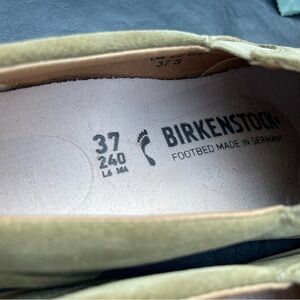 37
240
L6 M4
BIRKENSTOCK
FOOTBED MADE IN GERMANY